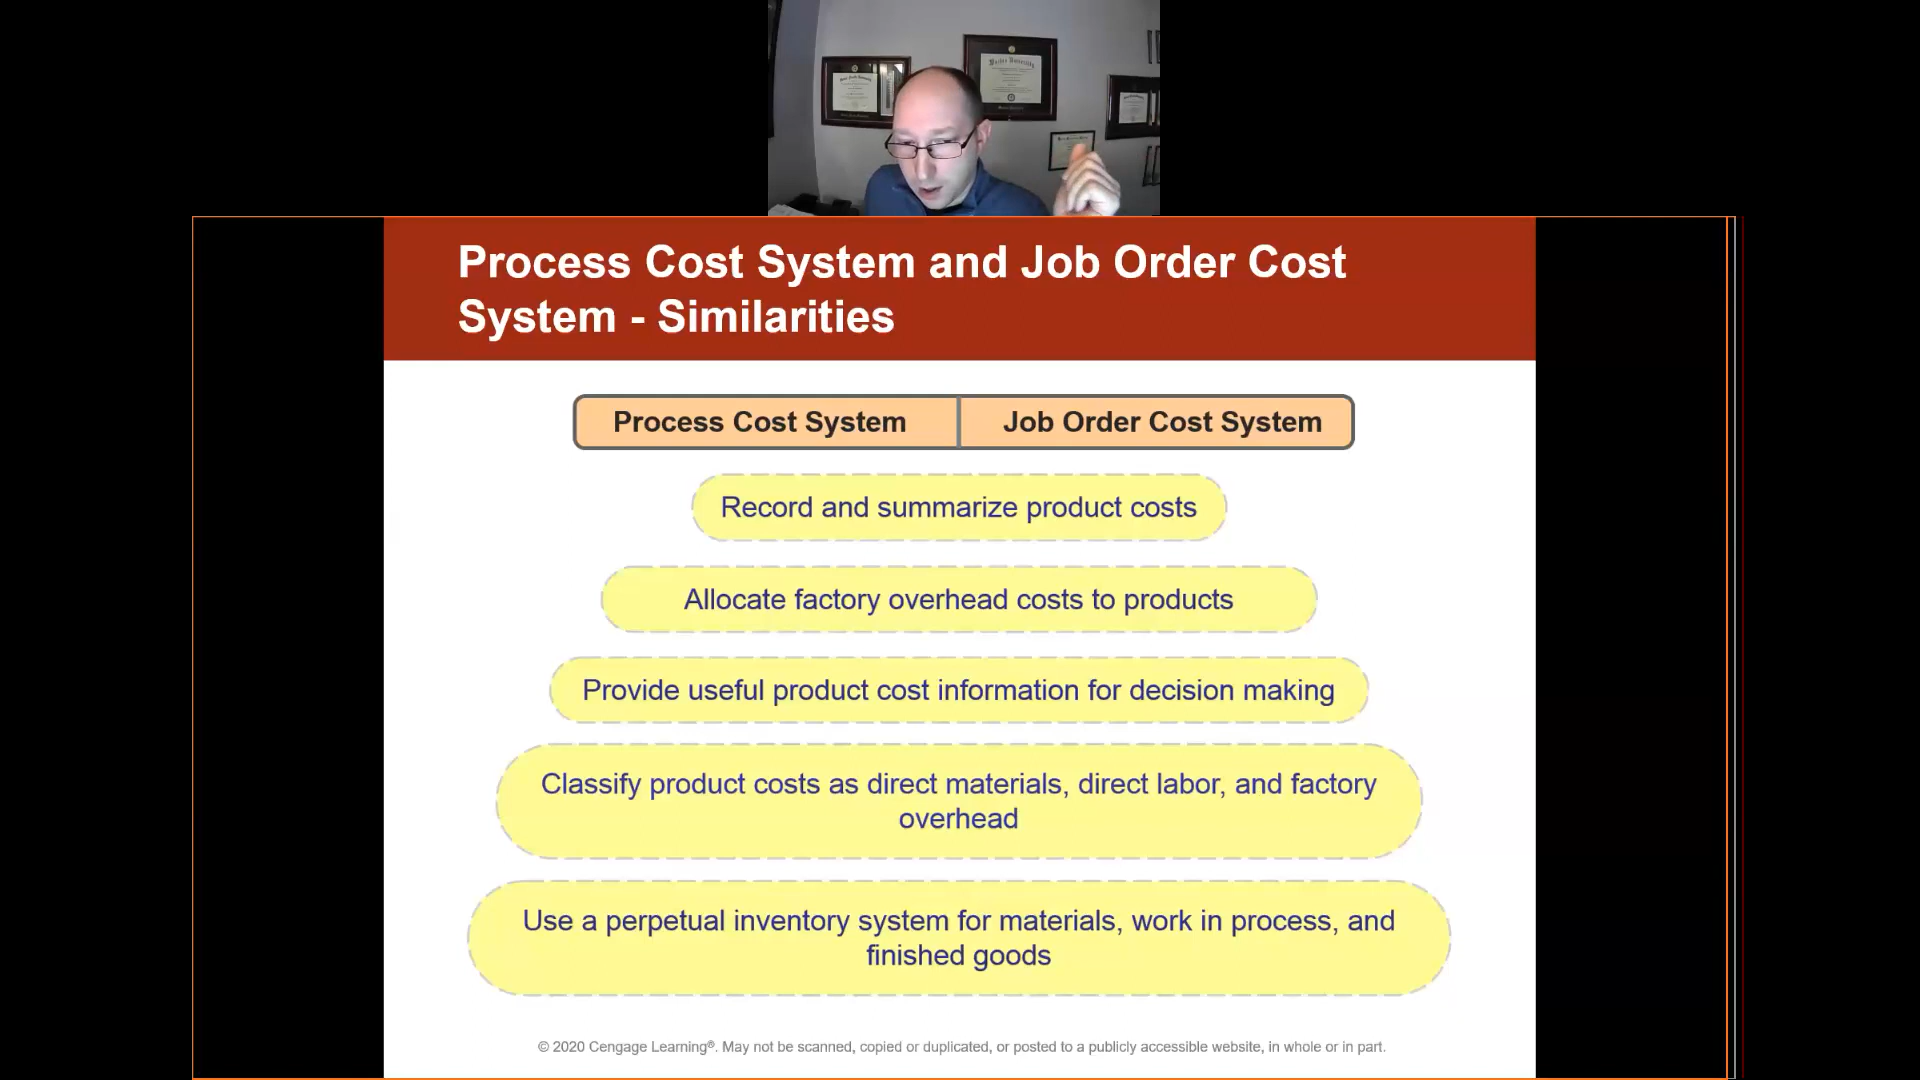 Process Cost System and Job Order Cost
System - Similarities
Process Cost System
Job Order Cost System
Record and summarize product costs
Allocate factory overhead costs to products
Provide useful product cost information for decision making
Classify product costs as direct materials, direct labor, and factory
overhead
Use a perpetual inventory system for materials, work in process, and
finished goods
© 2020 Cengage Learning®. May not be scanned, copied or duplicated, or posted to a publicly accessible website, in whole or in part.